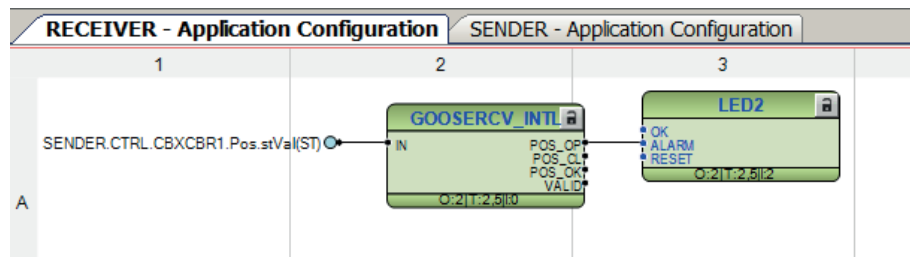 RECEIVER - Application Configuration
SENDER - Application Configuration
1
2
3
A
SENDER.CTRL.CBXCBR1.Pos.stVal(ST)
GOOSERCV_INTL
IN
POS_OP
POS_CL
POS_OK
VALID
O:2|T:2,5|I:0
LED2
OK
ALARM
RESET
O:2|T:2,5|I:2